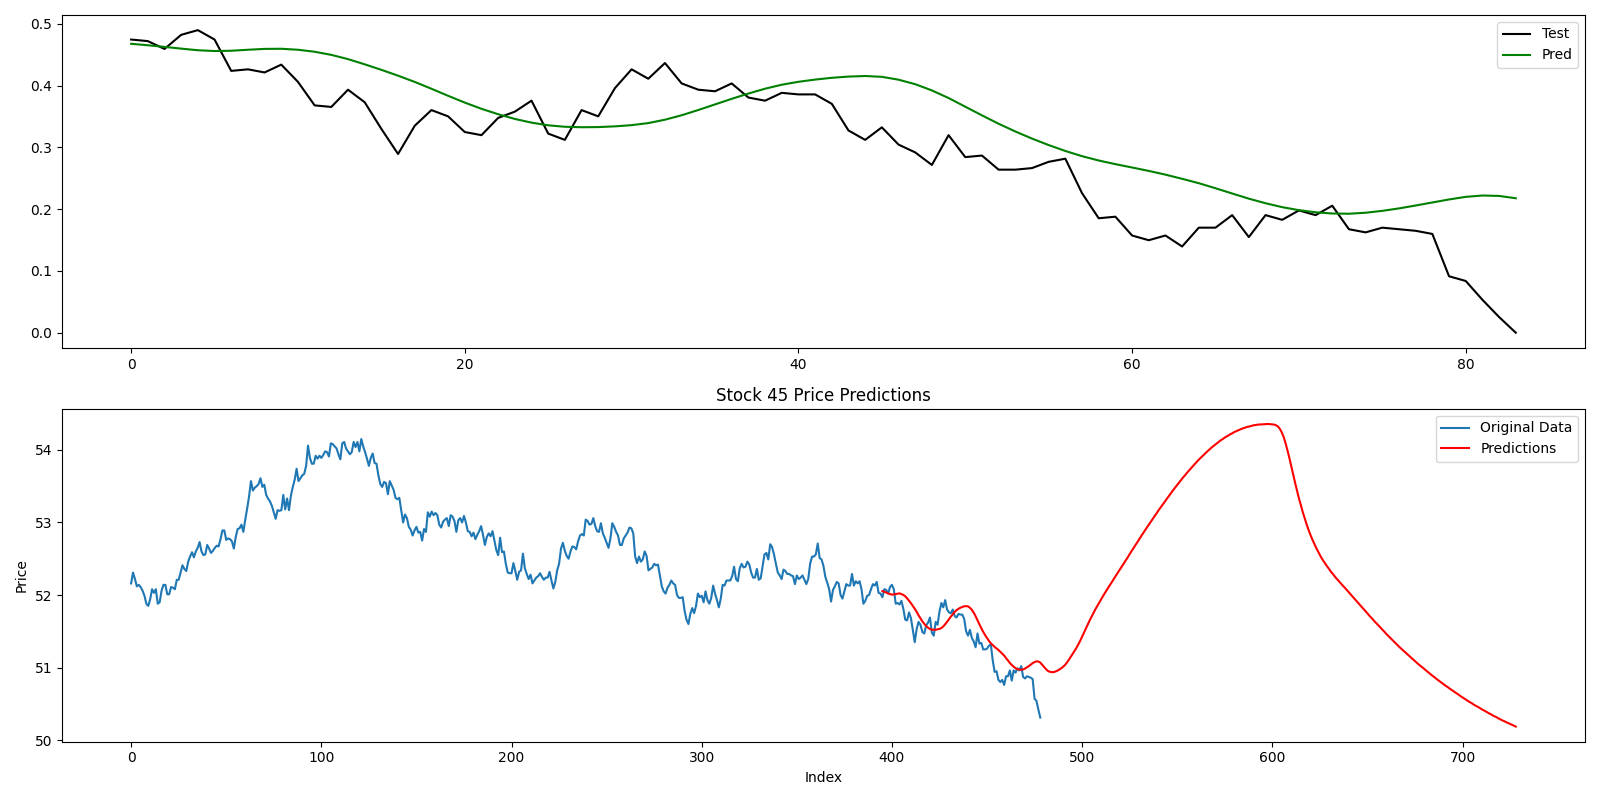 0.5
0.4
0.3
0.2
0.1
0.0
0 20 40 60 80
Test
Pred
Stock 45 Price Predictions
Price
54
53
52
51
50
0 100 200 300 400 500 600 700
Index
Original Data
Predictions